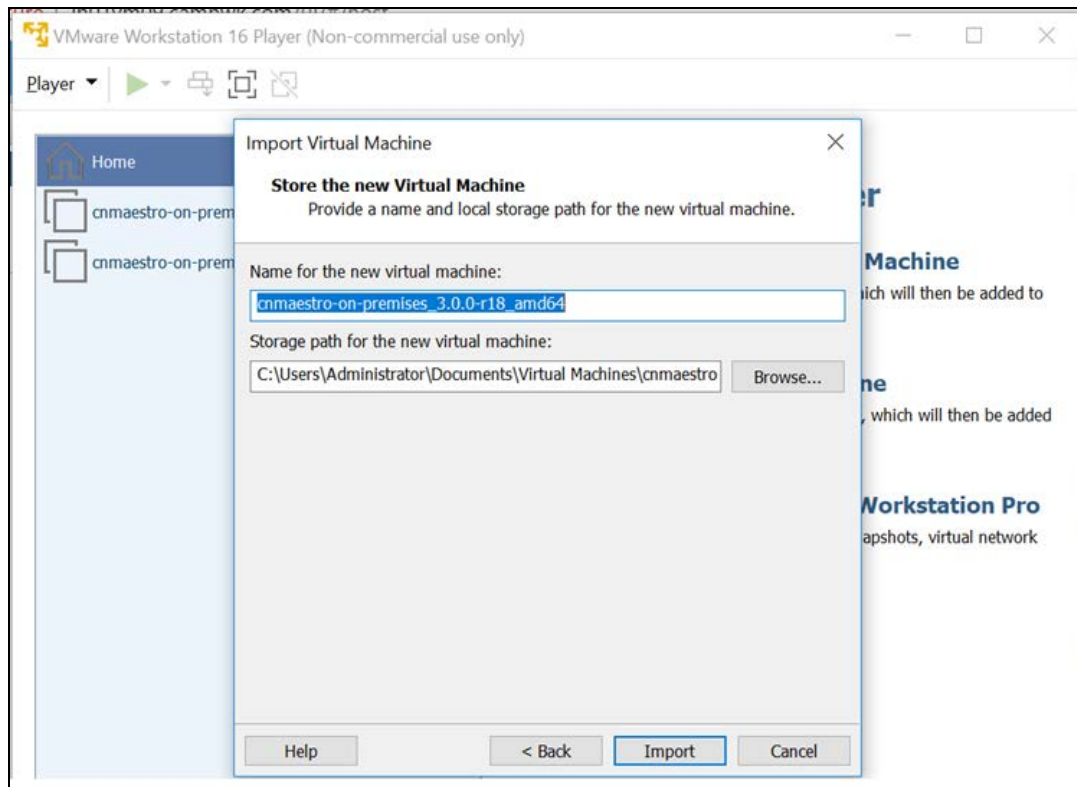 VMware Workstation 16 Player (Non-commercial use only)
Player
Import Virtual Machine
Home
Store the new Virtual Machine
Provide a name and local storage path for the new virtual machine.
er
cnmaestro-on-prem
cnmaestro-on-prem
Machine
Name for the new virtual machine:
ich will then be added to
cnmaestro-on-premises_3.0.0-r18_amd64
Storage path for the new virtual machine:
C:\Users\Administrator\Documents\Virtual Machines\cnmaestro
Browse...
ne
, which will then be added
Workstation Pro
apshots, virtual network
Help
< Back
Import
Cancel